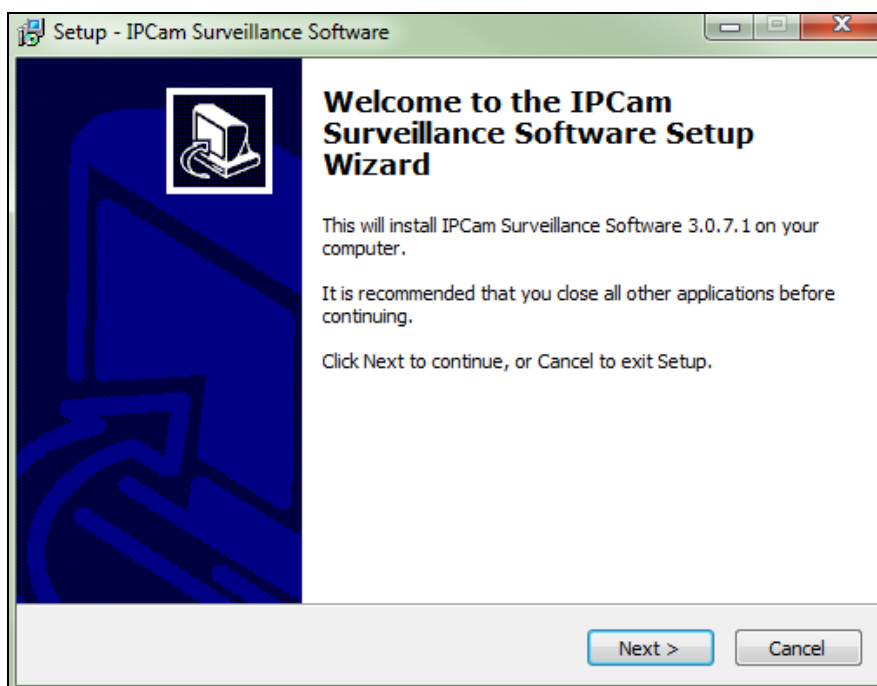 Setup - IPCam Surveillance Software
Welcome to the IPCam
Surveillance Software Setup
Wizard
This will install IPCam Surveillance Software 3.0.7.1 on your
computer.
It is recommended that you close all other applications before
continuing.
Click Next to continue, or Cancel to exit Setup.
Next >
Cancel